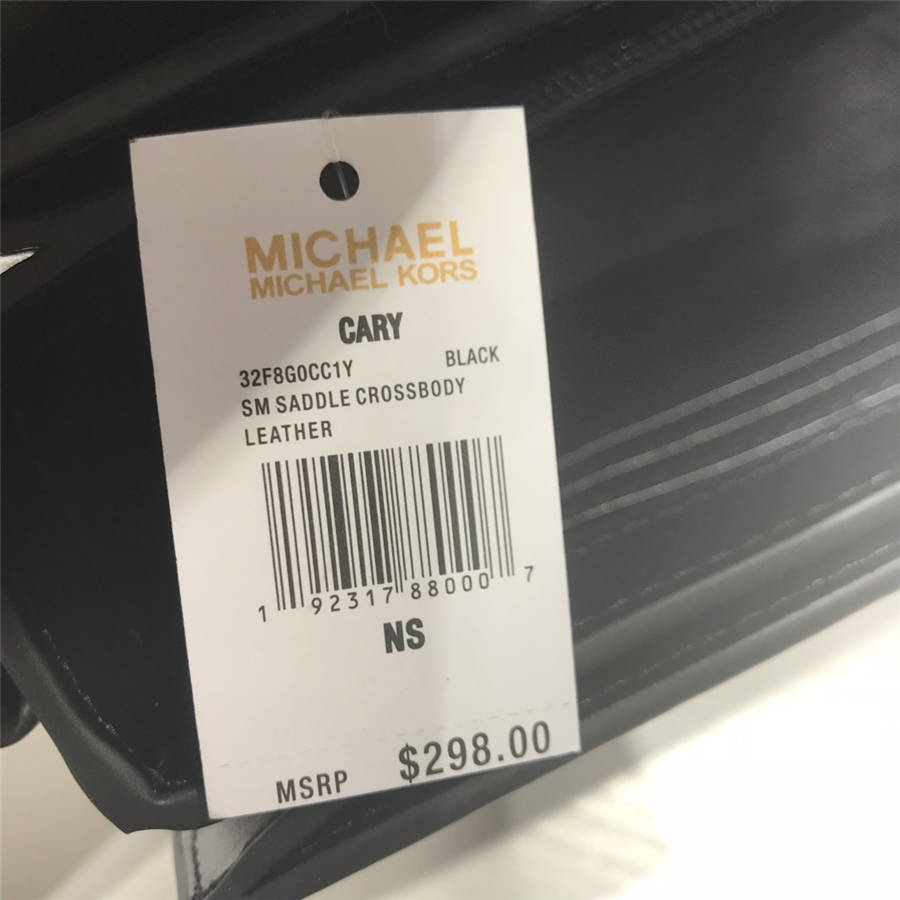 MICHAEL
MICHAEL KORS
CARY
32F8G0CC1Y BLACK
SM SADDLE CROSSBODY
LEATHER
1 92317 88000 7
NS
MSRP $298.00